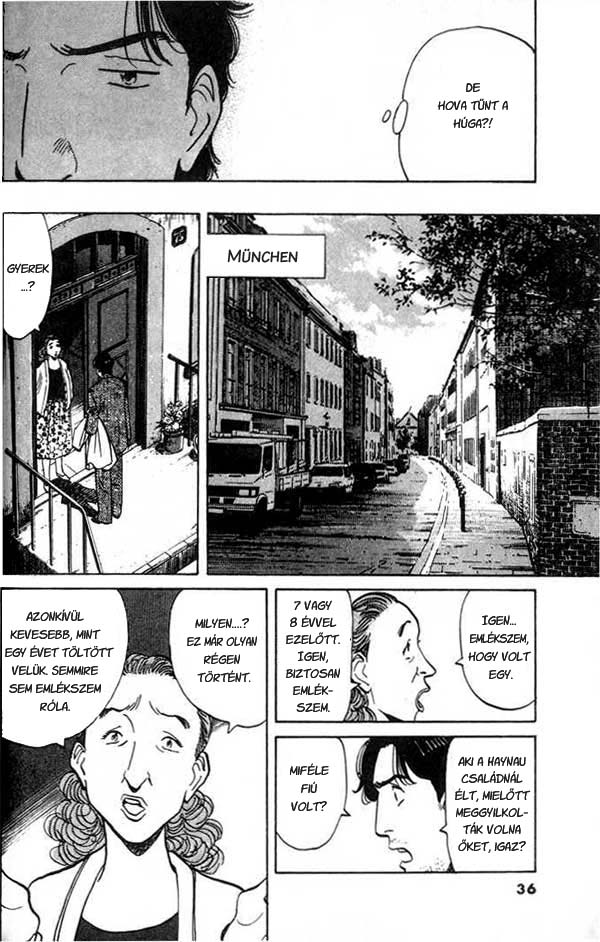 DE
HOVA TŰNT A
HÚGA?!
MÜNCHEN
75
GYEREK
...?
IGEN...
EMLÉKSZEM,
HOGY VOLT
EGY.
7 VAGY
8 ÉVVEL
EZELŐTT.
IGEN,
BIZTOSAN
EMLÉK-
SZEM.
AKI A HAYNAU
CSALÁDNÁL
ÉLT, MIELŐTT
MEGGYILKOL-
TÁK VOLNA
ŐKET, IGAZ?
MIFÉLE
FIÚ
VOLT?
MILYEN....?
EZ MÁR OLYAN
RÉGEN
TÖRTÉNT.
AZONKÍVÜL
KEVESEBB, MINT
EGY ÉVET TÖLTÖTT
VELÜK. SEMMIRE
SEM EMLÉKSZEM
RÓLA.
36